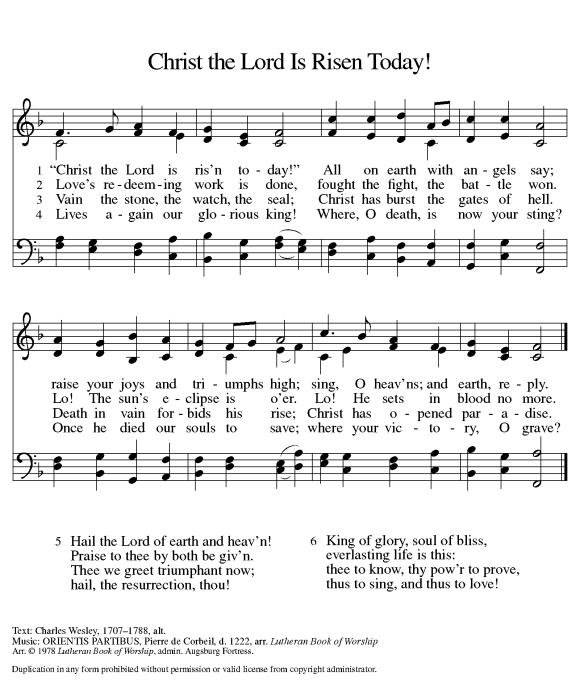 Christ the Lord Is Risen Today!
1 “Christ the Lord is ris’n to - day!” All on earth with an - gels say;
2 Love’s re - deem - ing work is done, fought the fight, the bat - tle won.
3 Vain the stone, the watch, the seal; Christ has burst the gates of hell.
4 Lives a - gain our glo - rious king! Where, O death, is now your sting?
raise your joys and tri - umphs high; sing, O heav’ns; and earth, re - ply.
Lo! The sun’s e - clipse is o’er. Lo! He sets in blood no more.
Death in vain for - bids his rise; Christ has o - pened par - a - dise.
Once he died our souls to save; where your vic - to - ry, O grave?
5 Hail the Lord of earth and heav’n!
Praise to thee by both be giv’n.
Thee we greet triumphant now;
hail, the resurrection, thou!
6 King of glory, soul of bliss,
everlasting life is this:
thee to know, thy pow’r to prove,
thus to sing, and thus to love!
Text: Charles Wesley, 1707–1788, alt.
Music: ORIENTIS PARTIBUS, Pierre de Corbeil, d. 1222, arr. Lutheran Book of Worship
Arr. © 1978 Lutheran Book of Worship, admin. Augsburg Fortress.
Duplication in any form prohibited without permission or valid license from copyright administrator.